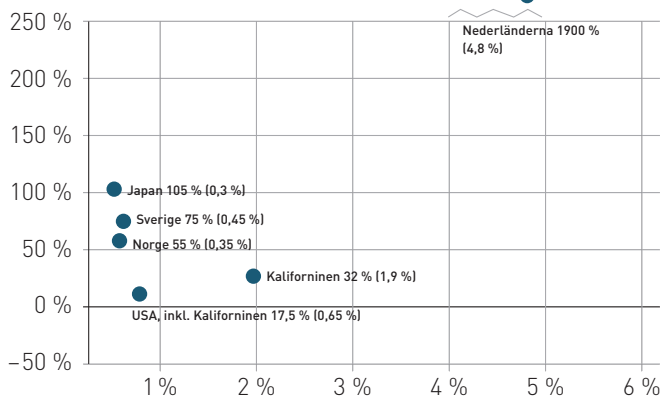 250 %
Nederländerna 1900 %
(4,8 %)
200 %
150 %
100 %
Japan 105 % (0,3 %)
Sverige 75 % (0,45 %)
50 %
Norge 55 % (0,35 %)
Kaliforninen 32 % (1,9 %)
0 %
USA, inkl. Kaliforninen 17,5 % (0,65 %)
–50 %
1 % 2 % 3 % 4 % 5 % 6 %